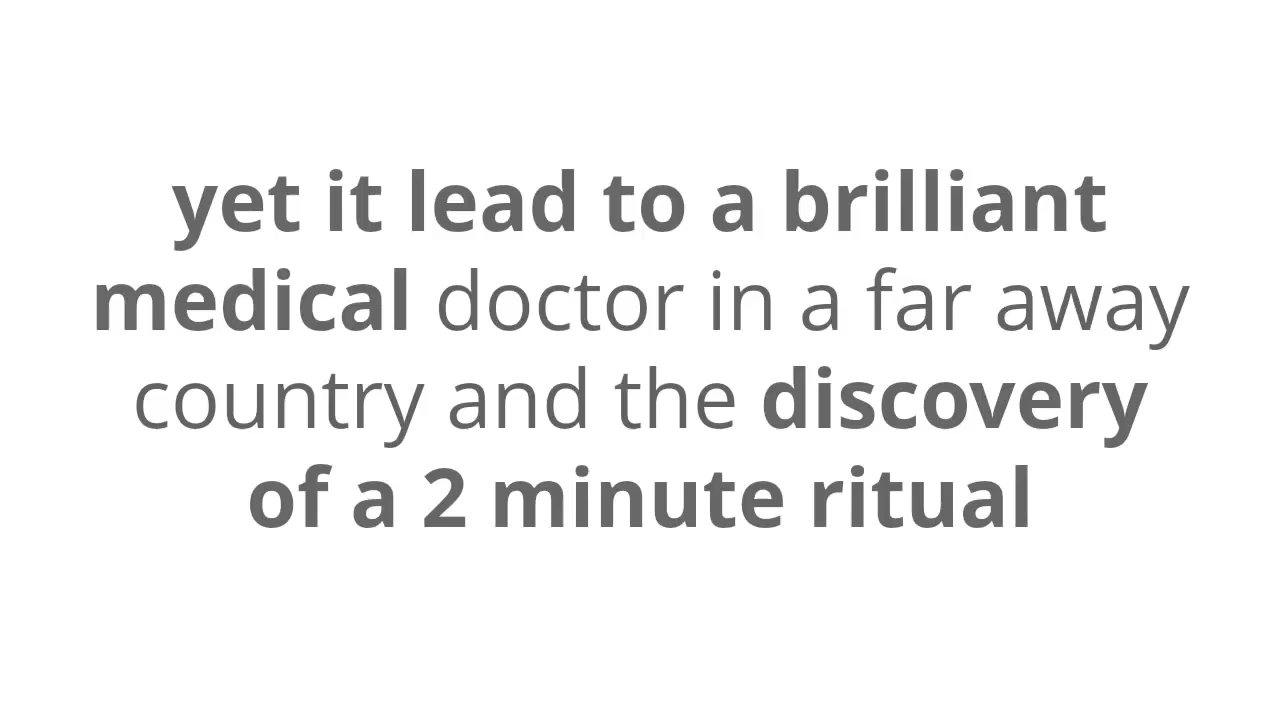 yet it lead to a brilliant
medical doctor in a far away
country and the discovery
of a 2 minute ritual